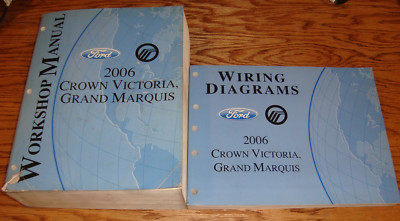 WORKSHOP MANUAL
Ford
2006
CROWN VICTORIA,
GRAND MARQUIS
WIRING
DIAGRAMS
Ford
2006
CROWN VICTORIA,
GRAND MARQUIS